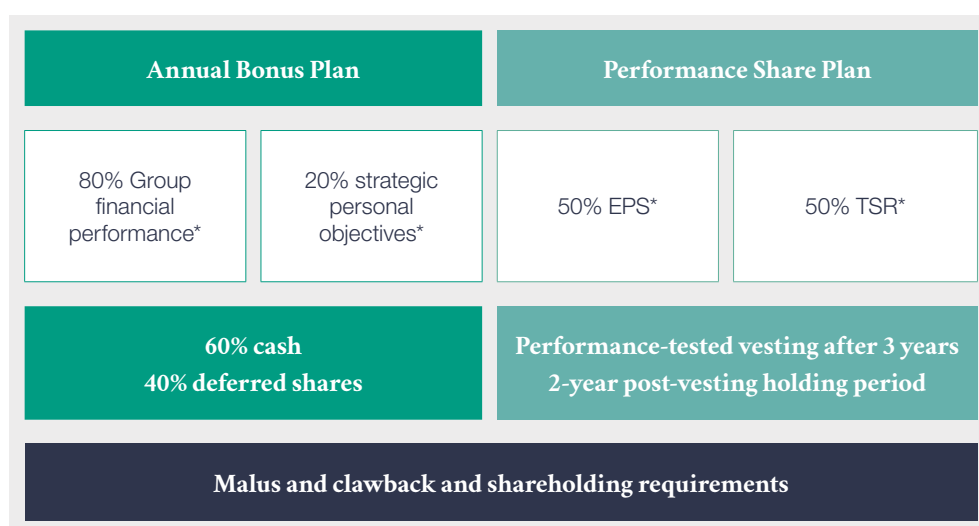 Annual Bonus Plan
Performance Share Plan
80% Group
financial
performance*
20% strategic
personal
objectives*
50% EPS*
50% TSR*
60% cash
40% deferred shares
Performance-tested vesting after 3 years
2-year post-vesting holding period
Malus and clawback and shareholding requirements